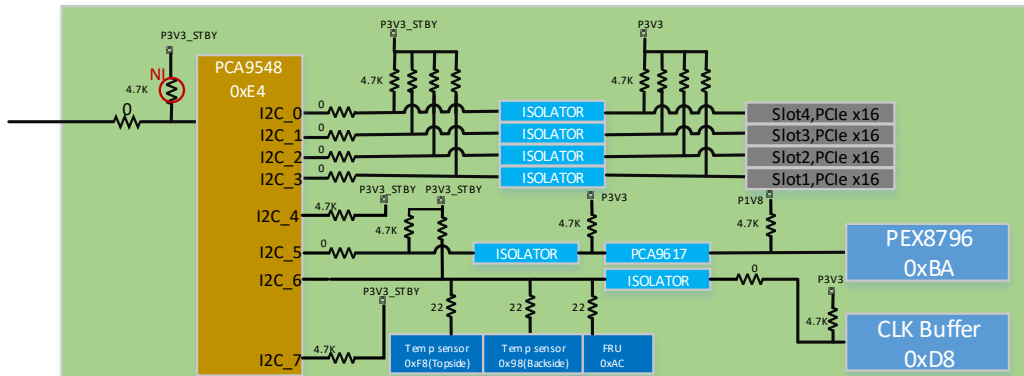 P3V3_STBY
P3V3
P3V3_STBY
PCA9548
0xE4
NI
4.7K
0
4.7K
4.7K
I2C_0
0
ISOLATOR
Slot4,PCIe x16
I2C_1
0
ISOLATOR
Slot3,PCIe x16
I2C_2
0
ISOLATOR
Slot2,PCIe x16
I2C_3
0
ISOLATOR
Slot1,PCIe x16
P3V3_STBY
P3V3_STBY
P3V3
P1V8
I2C_4
4.7K
4.7K
4.7K
4.7K
I2C_5
0
ISOLATOR
PCA9617
PEX8796
0xBA
I2C_6
ISOLATOR
0
P3V3_STBY
P3V3
22
22
22
4.7K
I2C_7
4.7K
Temp sensor
0xF8(Topside)
Temp sensor
0x98(Backside)
FRU
0xAC
CLK Buffer
0xD8